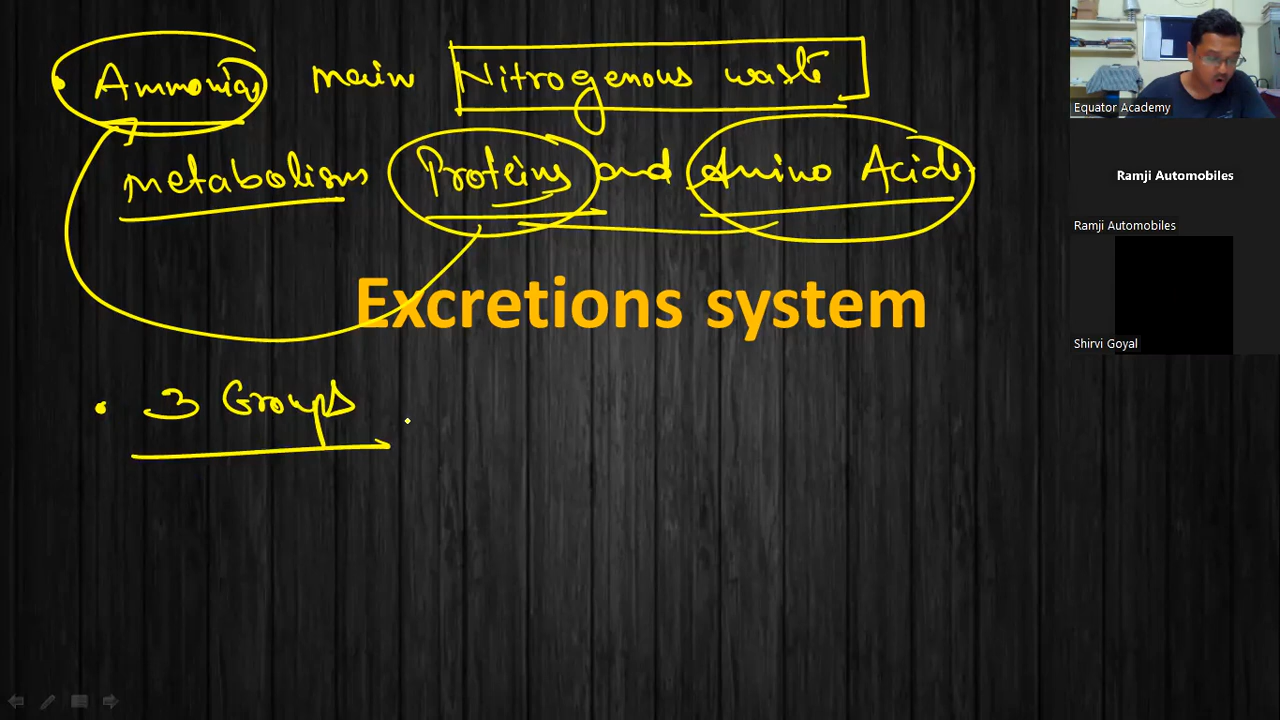 • Ammonia main Nitrogenous waste
metabolism Proteins and Amino Acids
Excretions system
• 3 Groups
Equator Academy
Ramji Automobiles
Ramji Automobiles
Shirvi Goyal